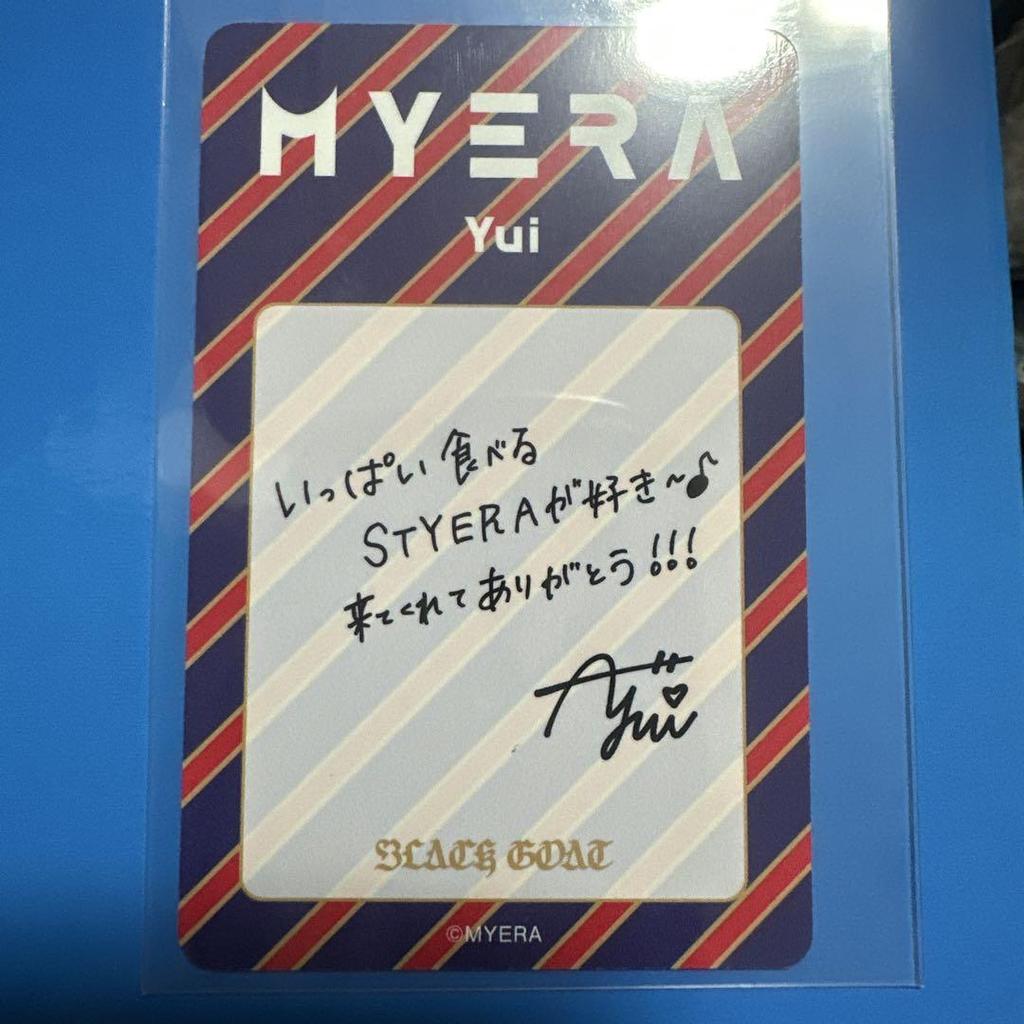 MYERA
Yui
いっぱい食べる
STYERAが好き~♪
来てくれてありがとう!!!
Yui
BLACK GOAT
©MYERA